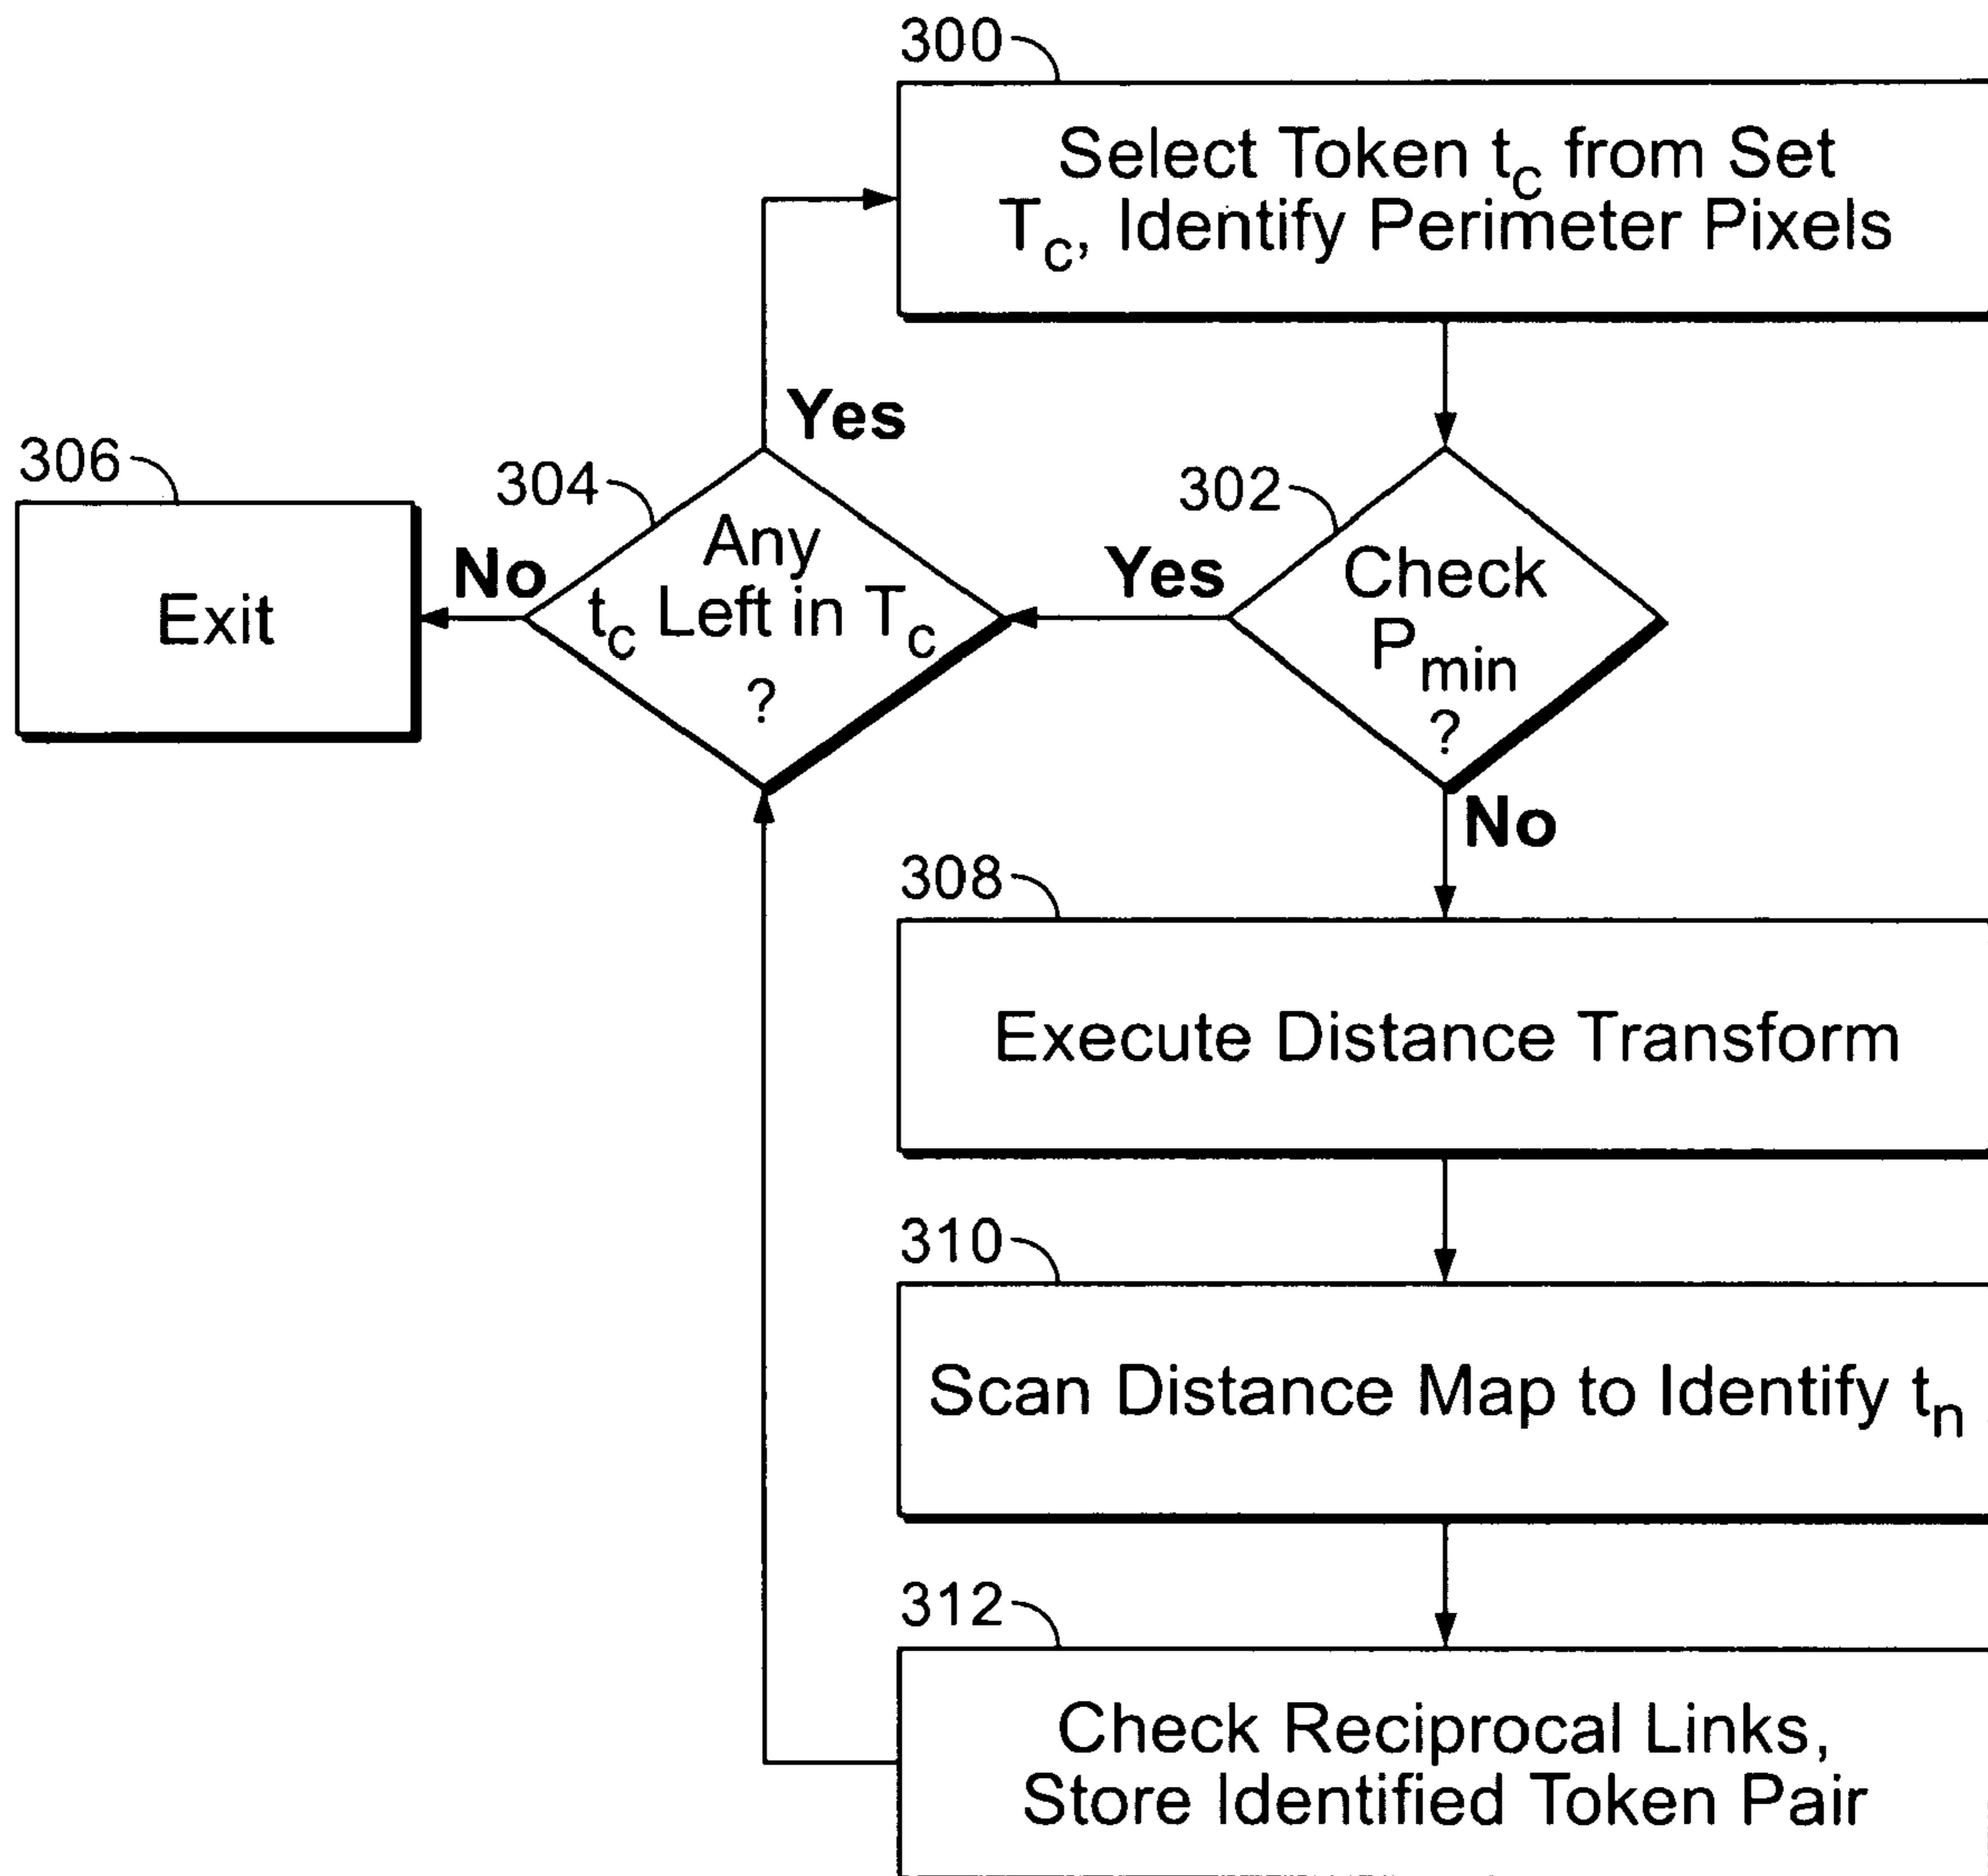 300
Select Token tc from Set
Tc, Identify Perimeter Pixels
Yes
306
304
302
Exit
No
Any
tc Left in Tc
?
Yes
Check
Pmin
?
No
308
Execute Distance Transform
310
Scan Distance Map to Identify tn
312
Check Reciprocal Links,
Store Identified Token Pair